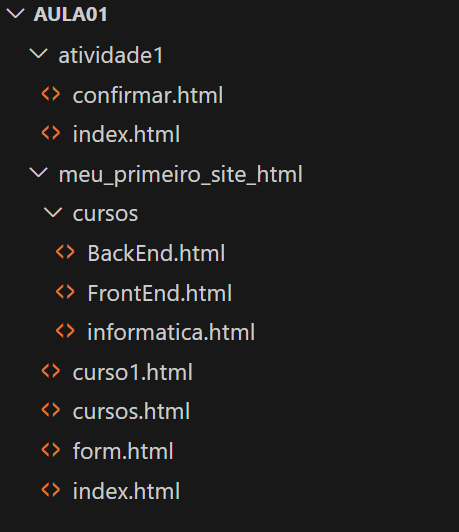 AULA01
atividade1
confirmar.html
index.html
meu_primeiro_site_html
cursos
BackEnd.html
FrontEnd.html
informatica.html
curso1.html
cursos.html
form.html
index.html